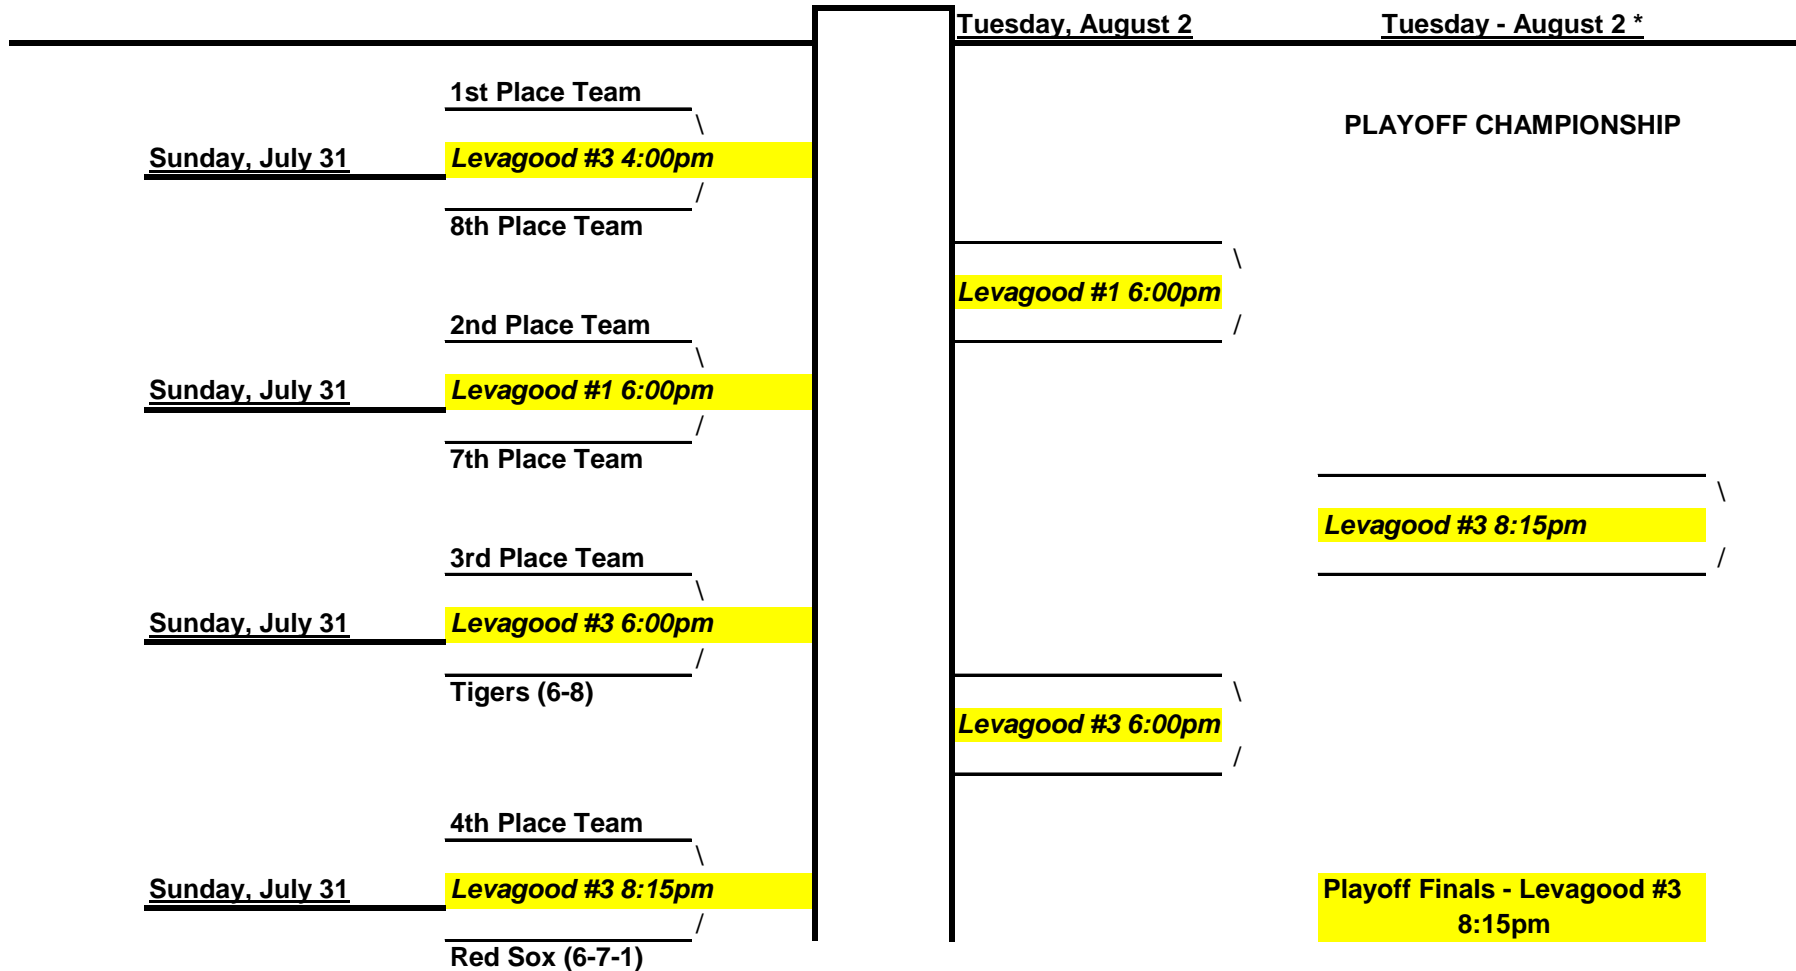 Tuesday, August 2
Tuesday - August 2 *
1st Place Team
\
PLAYOFF CHAMPIONSHIP
Sunday, July 31
Levagood #3 4:00pm
/
8th Place Team
\
Levagood #1 6:00pm
/
2nd Place Team
\
Sunday, July 31
Levagood #1 6:00pm
/
7th Place Team
\
Levagood #3 8:15pm
/
3rd Place Team
\
Sunday, July 31
Levagood #3 6:00pm
/
Tigers (6-8)
\
Levagood #3 6:00pm
/
4th Place Team
\
Sunday, July 31
Levagood #3 8:15pm
/
Red Sox (6-7-1)
Playoff Finals - Levagood #3
8:15pm